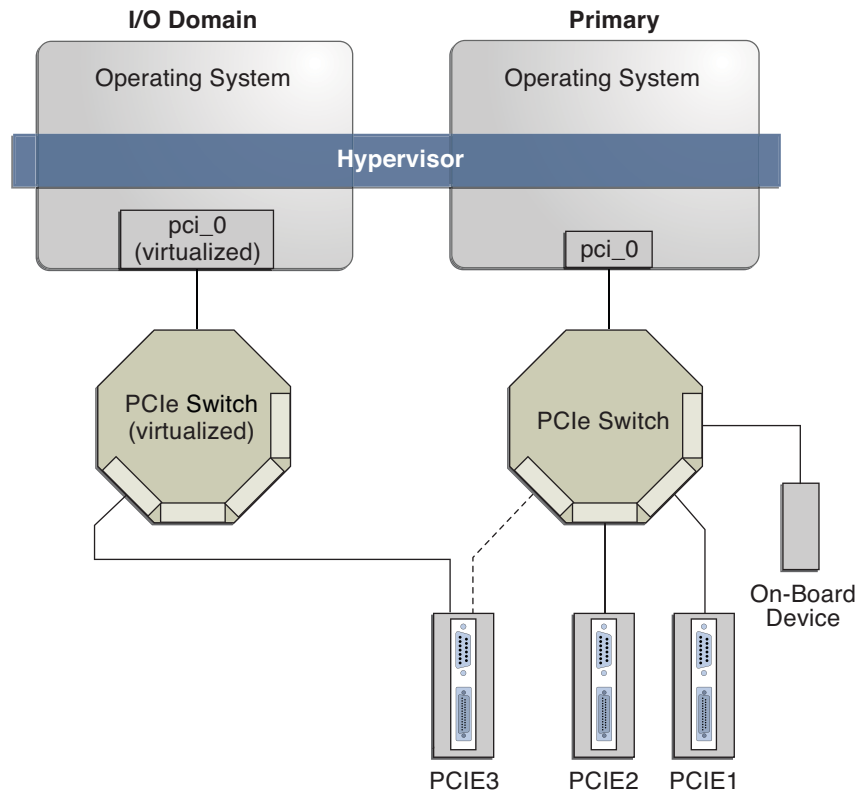 I/O Domain
Primary
Operating System
Operating System
Hypervisor
pci_0
(virtualized)
pci_0
PCIe Switch
(virtualized)
PCIe Switch
On-Board
Device
PCIE3
PCIE2
PCIE1